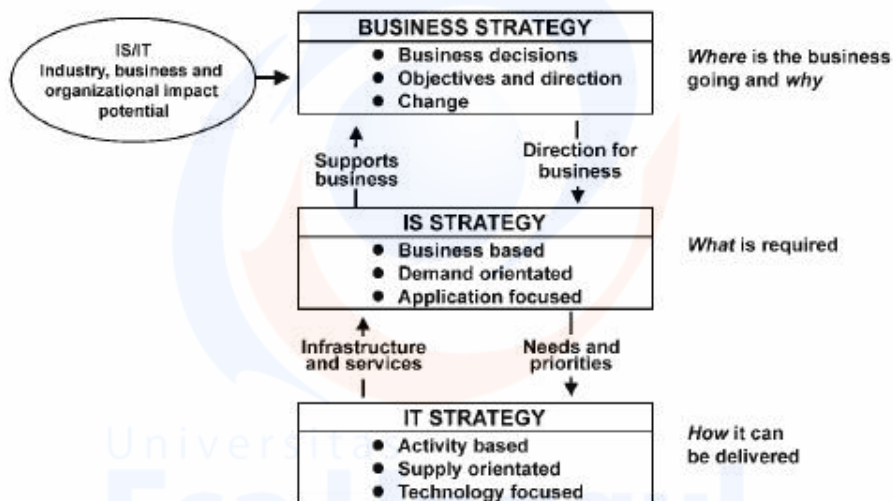 IS/IT
Industry, business and
organizational impact
potential
BUSINESS STRATEGY
● Business decisions
● Objectives and direction
● Change
Where is the business
going and why
Supports
business
Direction for
business
IS STRATEGY
● Business based
● Demand orientated
● Application focused
What is required
Infrastructure
and services
Needs and
priorities
IT STRATEGY
● Activity based
● Supply orientated
● Technology focused
How it can
be delivered
Universitas